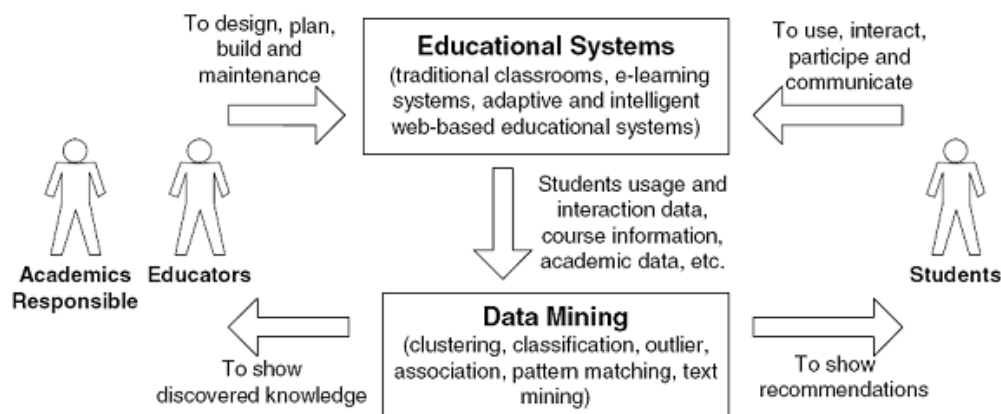 To design, plan,
build and
maintenance
Educational Systems
(traditional classrooms, e-learning
systems, adaptive and intelligent
web-based educational systems)
To use, interact,
participe and
communicate
Academics
Responsible
Educators
Students usage and
interaction data,
course information,
academic data, etc.
Students
To show
discovered knowledge
Data Mining
(clustering, classification, outlier,
association, pattern matching, text
mining)
To show
recommendations